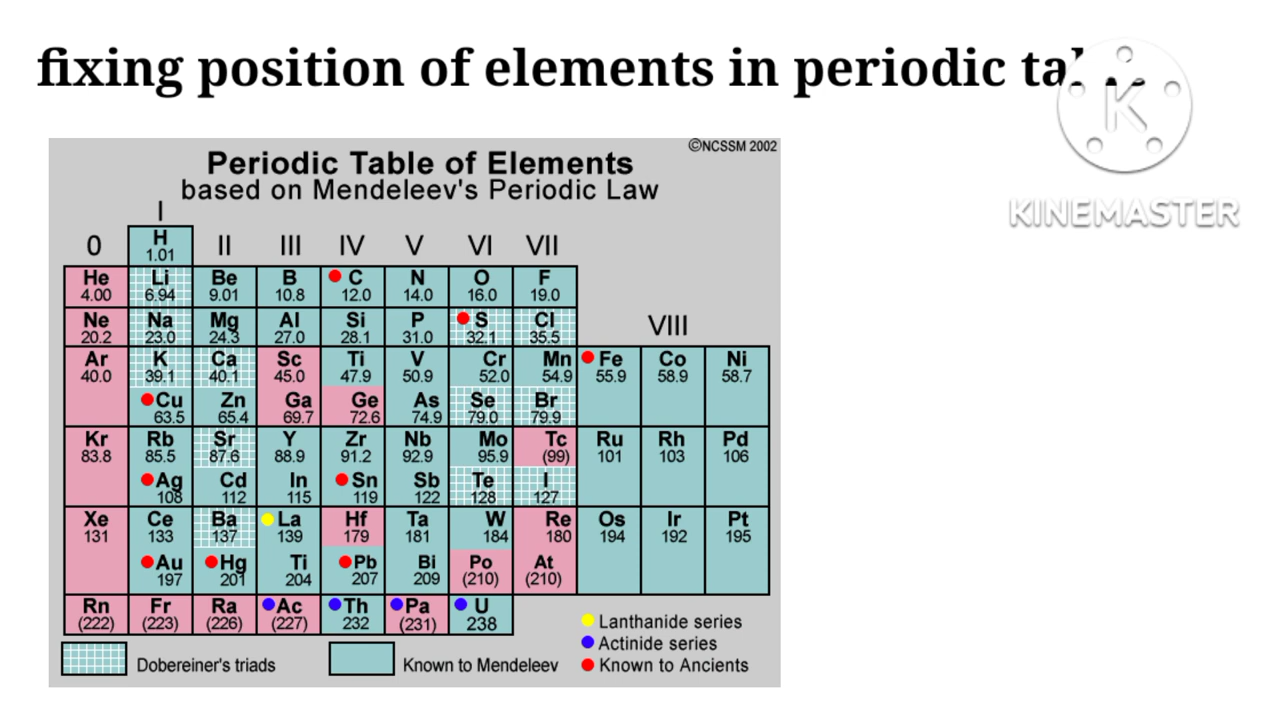 fixing position of elements in periodic
K
KINEMASTER
©NCSSM 2002
Periodic Table of Elements
based on Mendeleev's Periodic Law
I
0 II III IV V VI VII
H
1.01
He Li Be B C N O F
4.00 6.94 9.01 10.8 12.0 14.0 16.0 19.0
Ne Na Mg Al Si P S Cl
20.2 23.0 24.3 27.0 28.1 31.0 32.1 35.5
VIII
Ar K Ca Sc Ti V Cr Mn Fe Co Ni
40.0 39.1 40.1 45.0 47.9 50.9 52.0 54.9 55.9 58.9 58.7
Cu Zn Ga Ge As Se Br
63.5 65.4 69.7 72.6 74.9 79.0 79.9
Kr Rb Sr Y Zr Nb Mo Tc Ru Rh Pd
83.8 85.5 87.6 88.9 91.2 92.9 95.9 (99) 101 103 106
Ag Cd In Sn Sb Te I
108 112 115 119 122 128 127
Xe Ce Ba La Hf Ta W Re Os Ir Pt
131 133 137 139 179 181 184 180 194 192 195
Au Hg Ti Pb Bi Po At
197 201 204 207 209 (210) (210)
Rn Fr Ra Ac Th Pa U
(222) (223) (226) (227) 232 (231) 238
Lanthanide series
Actinide series
Known to Ancients
Dobereiner's triads
Known to Mendeleev